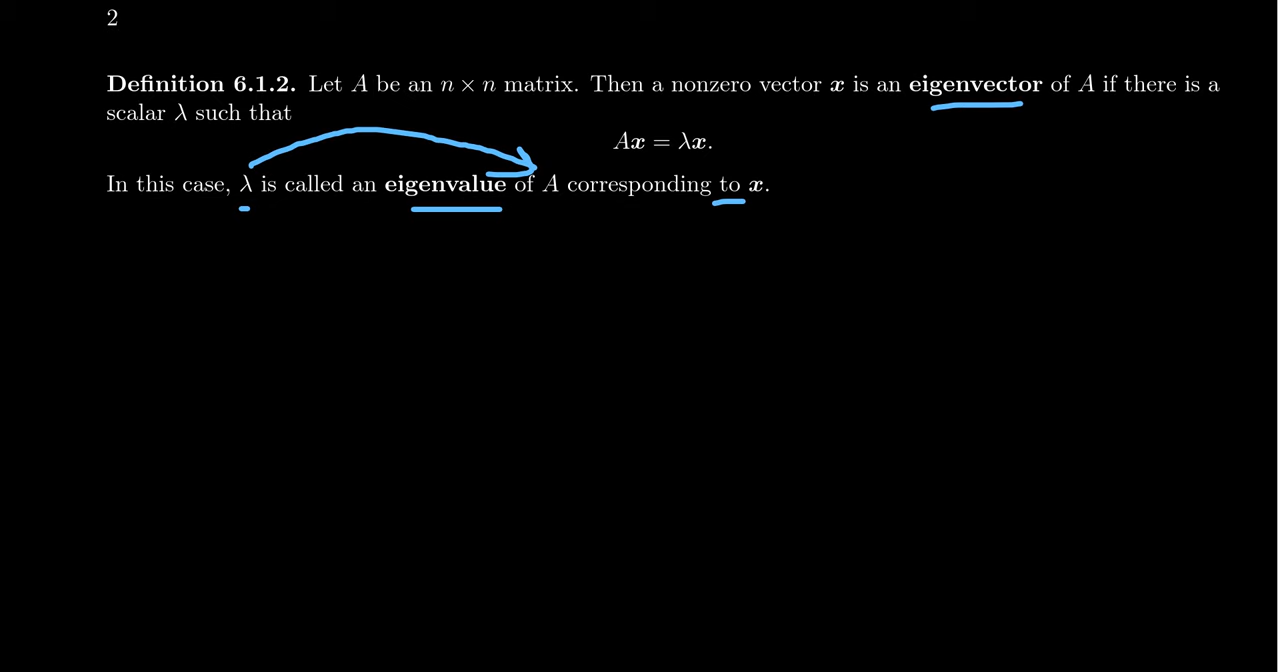 2
Definition 6.1.2. Let A be an n × n matrix. Then a nonzero vector x is an eigenvector of A if there is a
scalar λ such that
Ax = λx.
In this case, λ is called an eigenvalue of A corresponding to x.